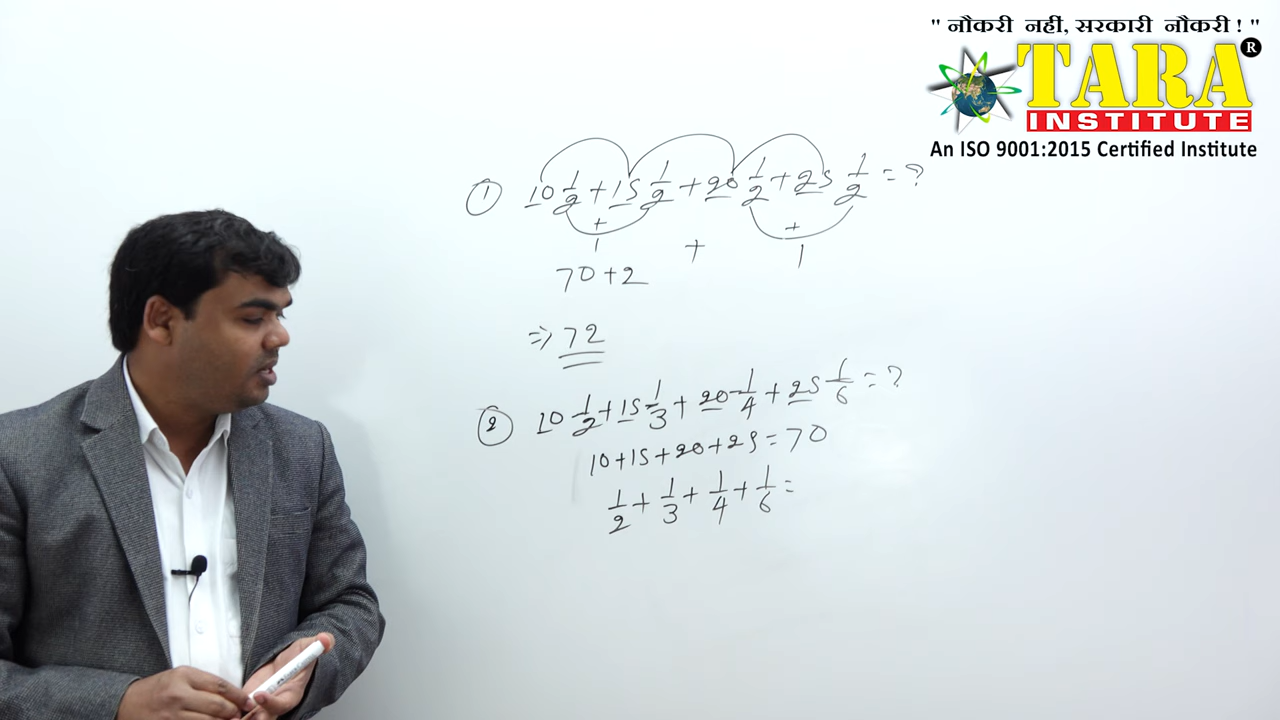 " नौकरी नहीं, सरकारी नौकरी ! "
TARA ®
INSTITUTE
An ISO 9001:2015 Certified Institute
① 10 1/2 + 15 1/2 + 20 1/2 + 25 1/2 = ?
+ +
1 + 1
70+2
⇒ 72
② 10 1/2 + 15 1/3 + 20 1/4 + 25 1/6 = ?
10+15+20+25=70
1/2 + 1/3 + 1/4 + 1/6 =